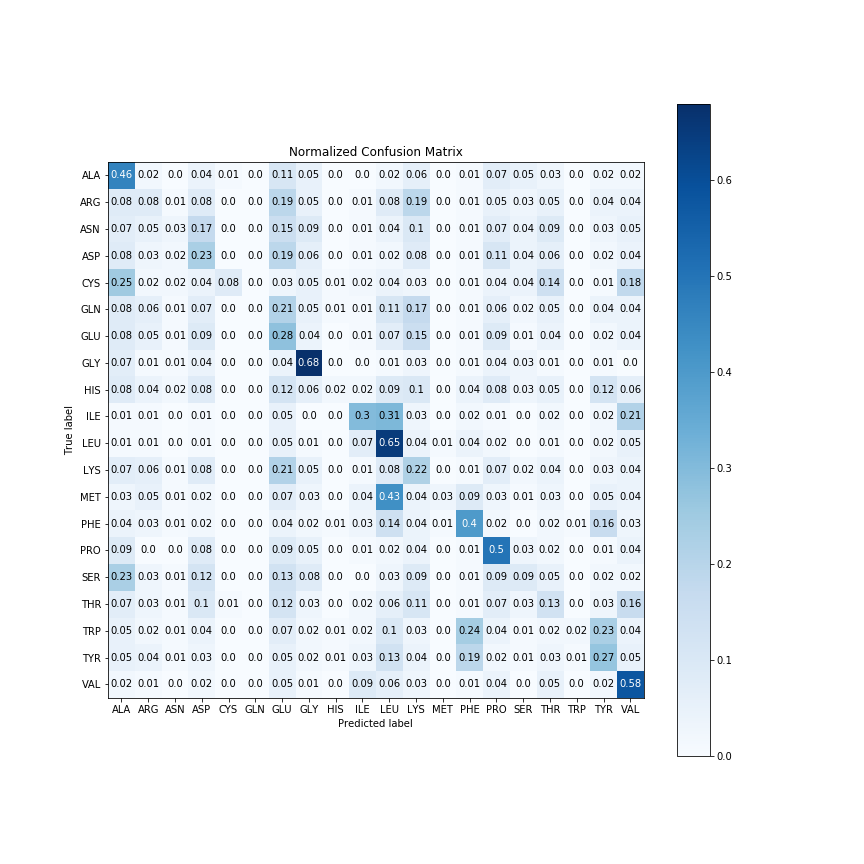 Normalized Confusion Matrix
ALA 0.46 0.02 0.0 0.04 0.01 0.0 0.11 0.05 0.0 0.0 0.02 0.06 0.0 0.01 0.07 0.05 0.03 0.0 0.02 0.02
ARG 0.08 0.08 0.01 0.08 0.0 0.0 0.19 0.05 0.0 0.01 0.08 0.19 0.0 0.01 0.05 0.03 0.05 0.0 0.04 0.04
ASN 0.07 0.05 0.03 0.17 0.0 0.0 0.15 0.09 0.0 0.01 0.04 0.1 0.0 0.01 0.07 0.04 0.09 0.0 0.03 0.05
ASP 0.08 0.03 0.02 0.23 0.0 0.0 0.19 0.06 0.0 0.01 0.02 0.08 0.0 0.01 0.11 0.04 0.06 0.0 0.02 0.04
CYS 0.25 0.02 0.02 0.04 0.08 0.0 0.03 0.05 0.01 0.02 0.04 0.03 0.0 0.01 0.04 0.04 0.14 0.0 0.01 0.18
GLN 0.08 0.06 0.01 0.07 0.0 0.0 0.21 0.05 0.01 0.01 0.11 0.17 0.0 0.01 0.06 0.02 0.05 0.0 0.04 0.04
GLU 0.08 0.05 0.01 0.09 0.0 0.0 0.28 0.04 0.0 0.01 0.07 0.15 0.0 0.01 0.09 0.01 0.04 0.0 0.02 0.04
GLY 0.07 0.01 0.01 0.04 0.0 0.0 0.04 0.68 0.0 0.0 0.01 0.03 0.0 0.01 0.04 0.03 0.01 0.0 0.01 0.0
HIS 0.08 0.04 0.02 0.08 0.0 0.0 0.12 0.06 0.02 0.02 0.09 0.1 0.0 0.04 0.08 0.03 0.05 0.0 0.12 0.06
ILE 0.01 0.01 0.0 0.01 0.0 0.0 0.05 0.0 0.0 0.3 0.31 0.03 0.0 0.02 0.01 0.0 0.02 0.0 0.02 0.21
LEU 0.01 0.01 0.0 0.01 0.0 0.0 0.05 0.01 0.0 0.07 0.65 0.04 0.01 0.04 0.02 0.0 0.01 0.0 0.02 0.05
LYS 0.07 0.06 0.01 0.08 0.0 0.0 0.21 0.05 0.0 0.01 0.08 0.22 0.0 0.01 0.07 0.02 0.04 0.0 0.03 0.04
MET 0.03 0.05 0.01 0.02 0.0 0.0 0.07 0.03 0.0 0.04 0.43 0.04 0.03 0.09 0.03 0.01 0.03 0.0 0.05 0.04
PHE 0.04 0.03 0.01 0.02 0.0 0.0 0.04 0.02 0.01 0.03 0.14 0.04 0.01 0.4 0.02 0.0 0.02 0.01 0.16 0.03
PRO 0.09 0.0 0.0 0.08 0.0 0.0 0.09 0.05 0.0 0.01 0.02 0.04 0.0 0.01 0.5 0.03 0.02 0.0 0.01 0.04
SER 0.23 0.03 0.01 0.12 0.0 0.0 0.13 0.08 0.0 0.0 0.03 0.09 0.0 0.01 0.09 0.09 0.05 0.0 0.02 0.02
THR 0.07 0.03 0.01 0.1 0.01 0.0 0.12 0.03 0.0 0.02 0.06 0.11 0.0 0.01 0.07 0.03 0.13 0.0 0.03 0.16
TRP 0.05 0.02 0.01 0.04 0.0 0.0 0.07 0.02 0.01 0.02 0.1 0.03 0.0 0.24 0.04 0.01 0.02 0.02 0.23 0.04
TYR 0.05 0.04 0.01 0.03 0.0 0.0 0.05 0.02 0.01 0.03 0.13 0.04 0.0 0.19 0.02 0.01 0.03 0.01 0.27 0.05
VAL 0.02 0.01 0.0 0.02 0.0 0.0 0.05 0.01 0.0 0.09 0.06 0.03 0.0 0.01 0.04 0.0 0.05 0.0 0.02 0.58
ALA ARG ASN ASP CYS GLN GLU GLY HIS ILE LEU LYS MET PHE PRO SER THR TRP TYR VAL
Predicted label
True label
0.6
0.5
0.4
0.3
0.2
0.1
0.0